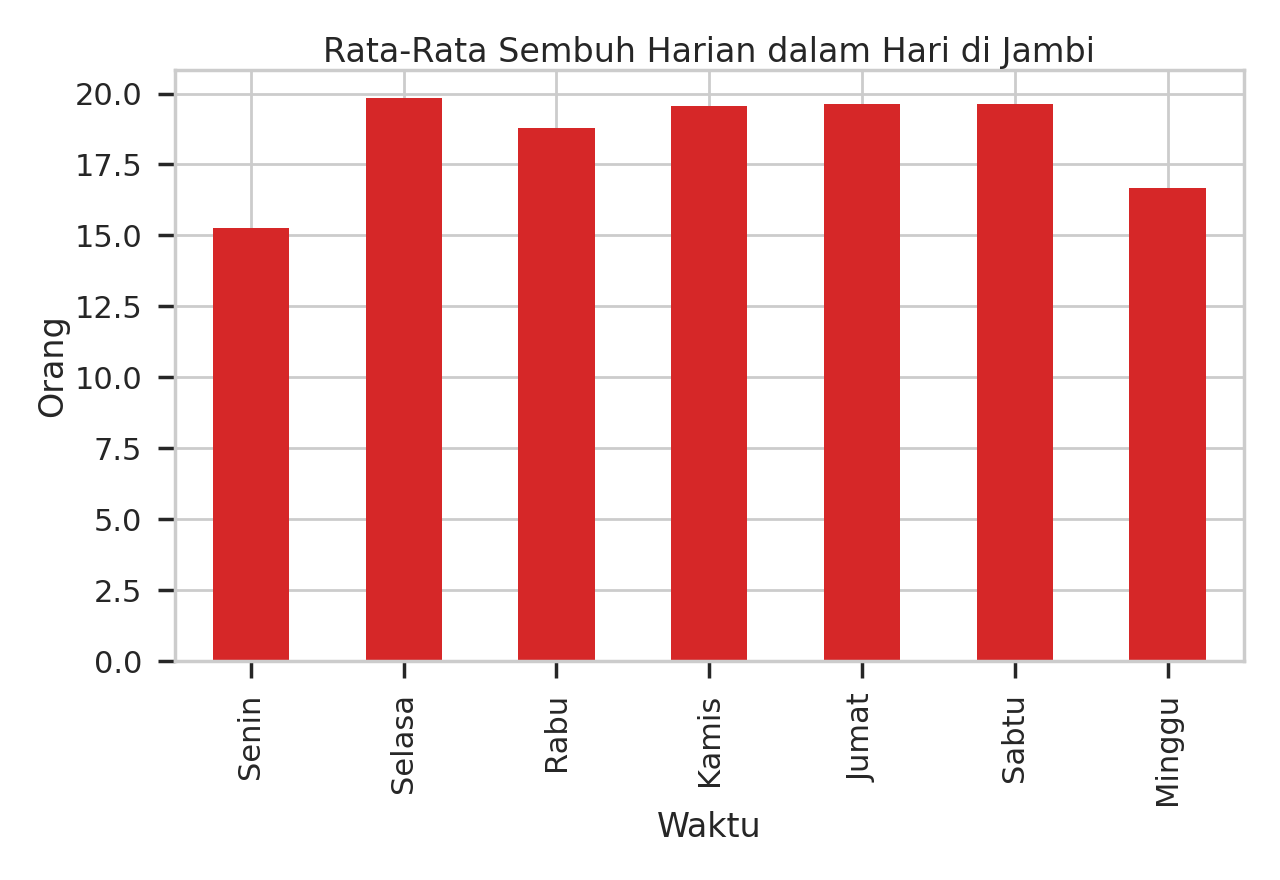 Rata-Rata Sembuh Harian dalam Hari di Jambi
Orang
20.0
17.5
15.0
12.5
10.0
7.5
5.0
2.5
0.0
Senin
Selasa
Rabu
Kamis
Jumat
Sabtu
Minggu
Waktu